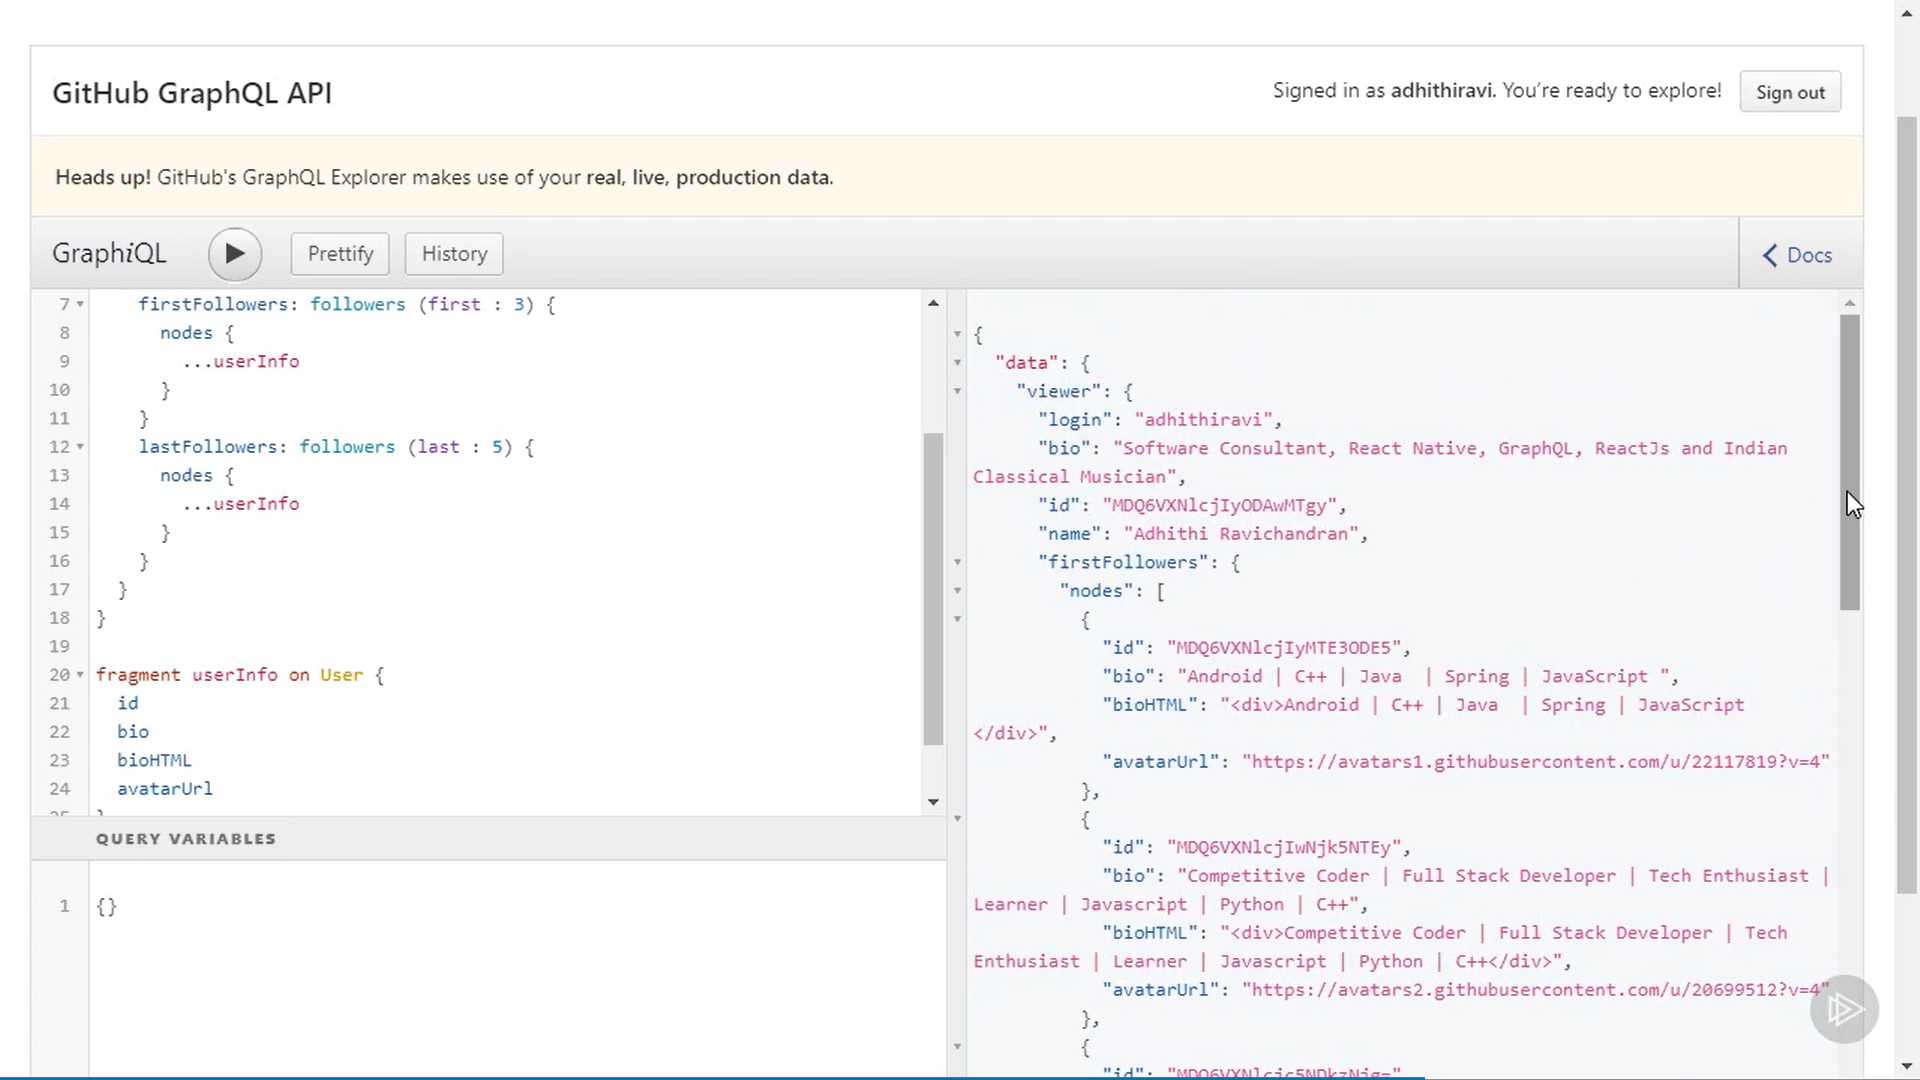 GitHub GraphQL API
Signed in as adhithiravi. You're ready to explore!
Sign out
Heads up! GitHub's GraphQL Explorer makes use of your real, live, production data.
GraphiQL
Prettify
History
Docs
7 firstFollowers: followers (first : 3) {
8 nodes {
9 ...userInfo
10 }
11 }
12 lastFollowers: followers (last : 5) {
13 nodes {
14 ...userInfo
15 }
16 }
17 }
18 }
19
20 fragment userInfo on User {
21 id
22 bio
23 bioHTML
24 avatarUrl
25 }
QUERY VARIABLES
1 {}
{
"data": {
"viewer": {
"login": "adhithiravi",
"bio": "Software Consultant, React Native, GraphQL, ReactJs and Indian
Classical Musician",
"id": "MDQ6VXNlcjIyODAwMTgy",
"name": "Adhithi Ravichandran",
"firstFollowers": {
"nodes": [
{
"id": "MDQ6VXNlcjIyMTE3ODE5",
"bio": "Android | C++ | Java  | Spring | JavaScript ",
"bioHTML": "<div>Android | C++ | Java  | Spring | JavaScript
</div>",
"avatarUrl": "https://avatars1.githubusercontent.com/u/22117819?v=4"
},
{
"id": "MDQ6VXNlcjIwNjk5NTEy",
"bio": "Competitive Coder | Full Stack Developer | Tech Enthusiast |
Learner | Javascript | Python | C++",
"bioHTML": "<div>Competitive Coder | Full Stack Developer | Tech
Enthusiast | Learner | Javascript | Python | C++</div>",
"avatarUrl": "https://avatars2.githubusercontent.com/u/20699512?v=4"
},
{
"id":